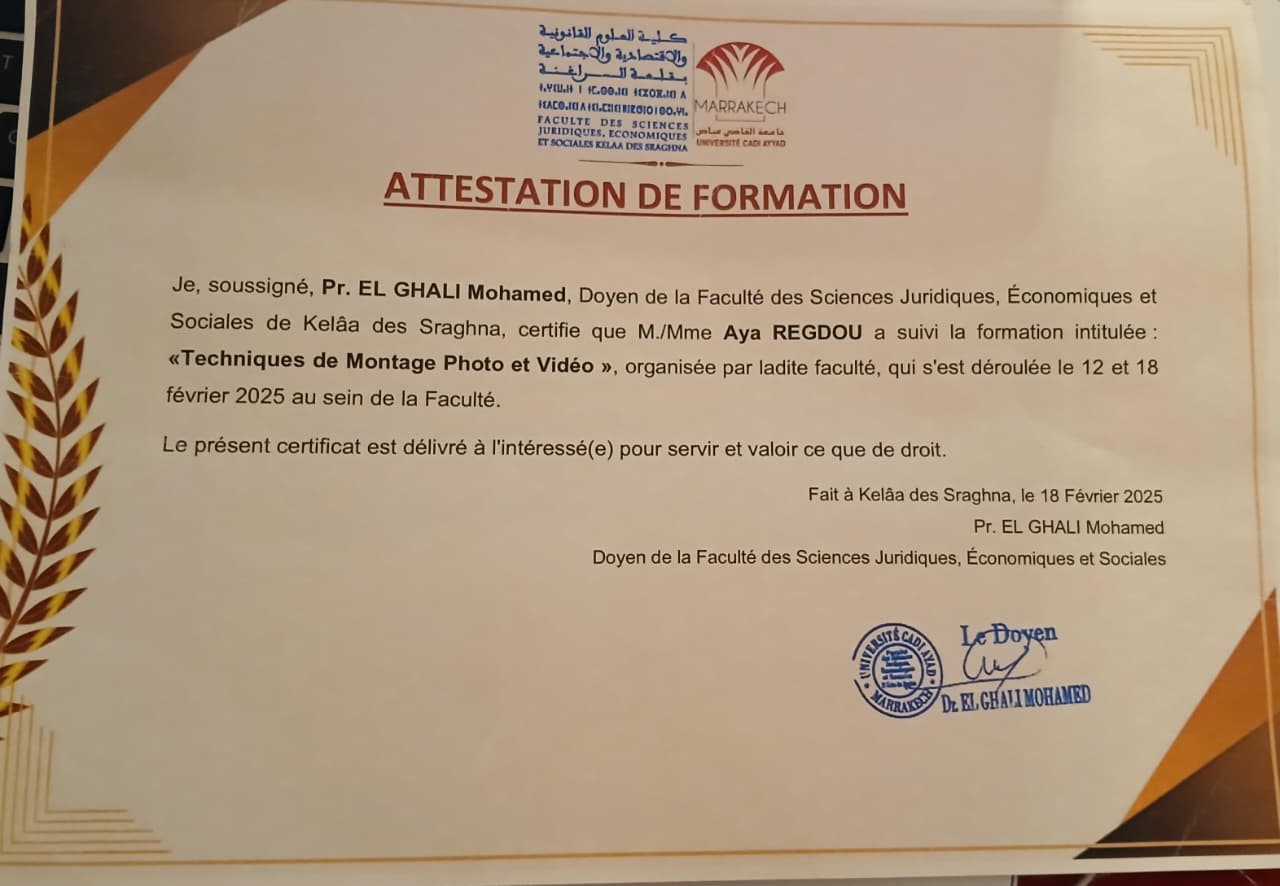 كلية العلوم القانونية
والاقتصادية والاجتماعية
بقلعة السراغنة
FACULTE DES SCIENCES
JURIDIQUES, ECONOMIQUES
ET SOCIALES KELAA DES SRAGHNA
MARRAKECH
جامعة القاضي عياض
UNIVERSITÉ CADI AYYAD
ATTESTATION DE FORMATION
Je, soussigné, Pr. EL GHALI Mohamed, Doyen de la Faculté des Sciences Juridiques, Économiques et
Sociales de Kelâa des Sraghna, certifie que M./Mme Aya REGDOU a suivi la formation intitulée :
«Techniques de Montage Photo et Vidéo », organisée par ladite faculté, qui s'est déroulée le 12 et 18
février 2025 au sein de la Faculté.
Le présent certificat est délivré à l'intéressé(e) pour servir et valoir ce que de droit.
Fait à Kelâa des Sraghna, le 18 Février 2025
Pr. EL GHALI Mohamed
Doyen de la Faculté des Sciences Juridiques, Économiques et Sociales
UNIVERSITÉ CADI AYYAD
MARRAKECH
Le Doyen
Dr. EL GHALI MOHAMED